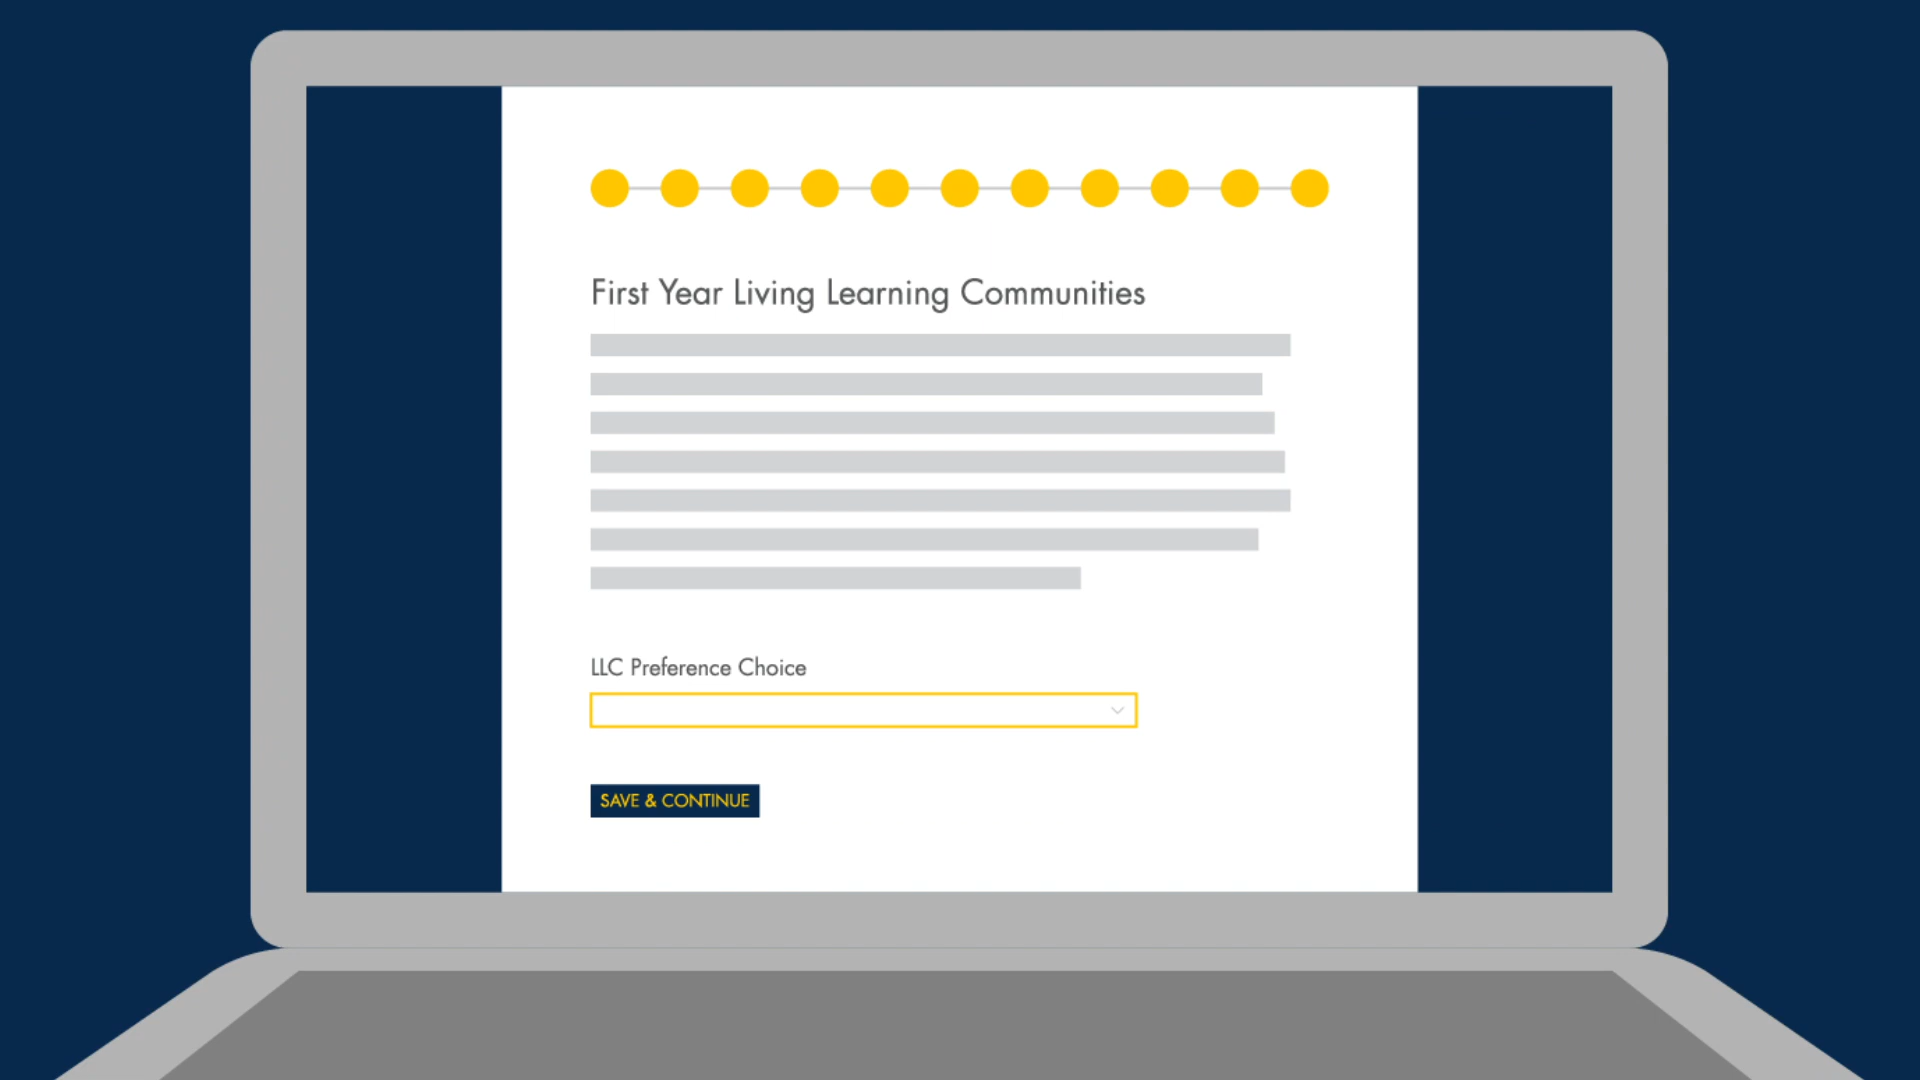 First Year Living Learning Communities
LLC Preference Choice
SAVE & CONTINUE